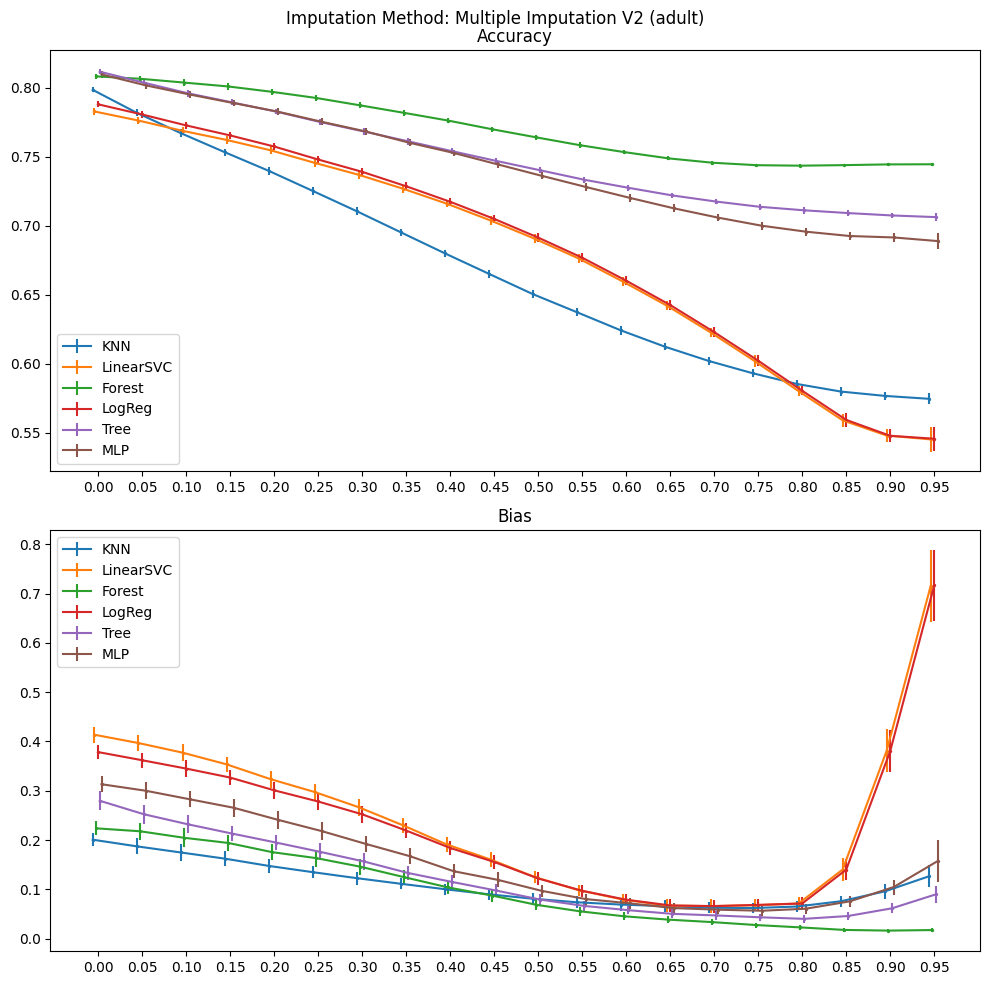 Imputation Method: Multiple Imputation V2 (adult)
Accuracy
0.80
0.75
0.70
0.65
0.60
0.55
KNN
LinearSVC
Forest
LogReg
Tree
MLP
0.00 0.05 0.10 0.15 0.20 0.25 0.30 0.35 0.40 0.45 0.50 0.55 0.60 0.65 0.70 0.75 0.80 0.85 0.90 0.95
Bias
0.8
0.7
0.6
0.5
0.4
0.3
0.2
0.1
0.0
KNN
LinearSVC
Forest
LogReg
Tree
MLP
0.00 0.05 0.10 0.15 0.20 0.25 0.30 0.35 0.40 0.45 0.50 0.55 0.60 0.65 0.70 0.75 0.80 0.85 0.90 0.95